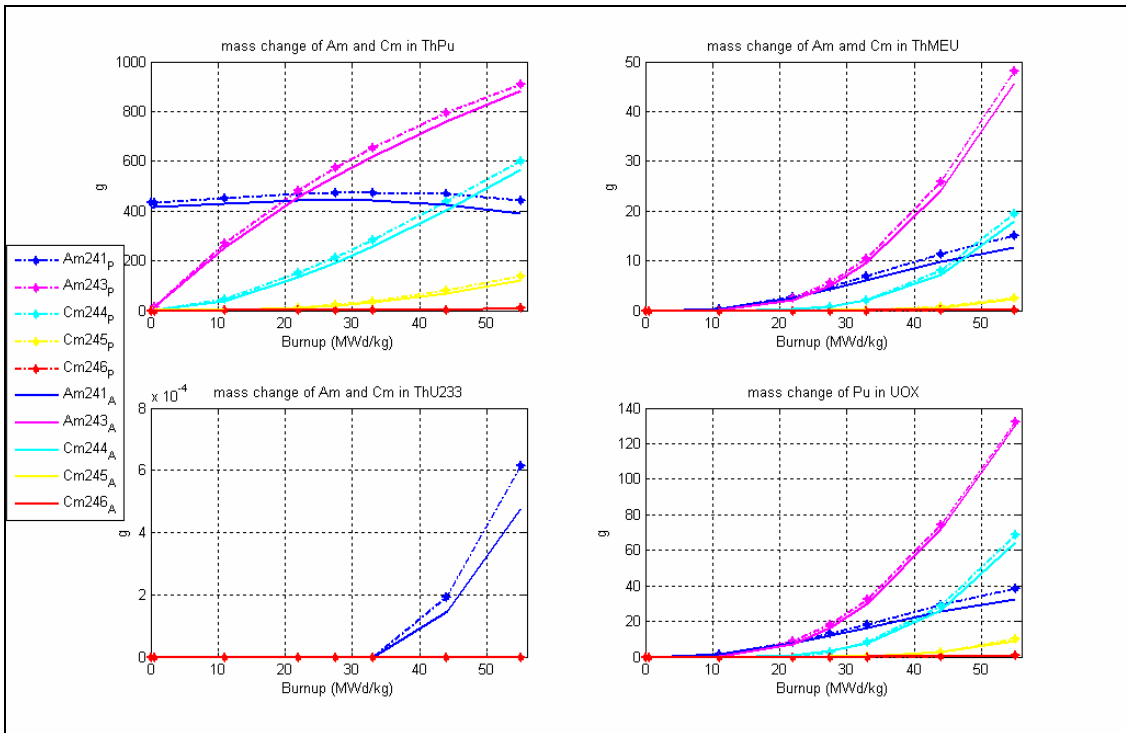 mass change of Am and Cm in ThPu
1000
800
600
400
200
0
g
0 10 20 30 40 50
Burnup (MWd/kg)
mass change of Am amd Cm in ThMEU
50
40
30
20
10
0
g
0 10 20 30 40 50
Burnup (MWd/kg)
Am241P
Am243P
Cm244P
Cm245P
Cm246P
Am241A
Am243A
Cm244A
Cm245A
Cm246A
mass change of Am and Cm in ThU233
x 10-4
8
6
4
2
0
g
0 10 20 30 40 50
Burnup (MWd/kg)
mass change of Pu in UOX
140
120
100
80
60
40
20
0
g
0 10 20 30 40 50
Burnup (MWd/kg)